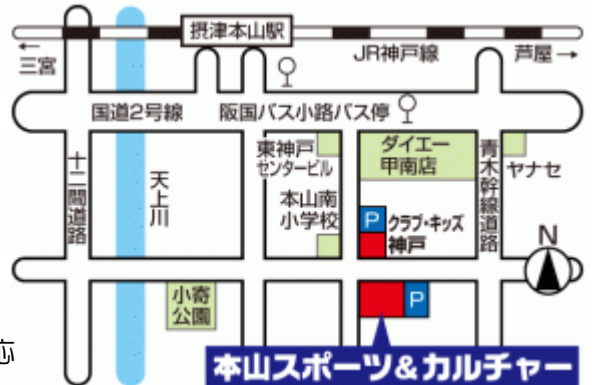 摂津本山駅
←
三宮
JR神戸線
芦屋→
国道2号線
阪国バス小路バス停
東神戸
センタービル
ダイエー
甲南店
ヤナセ
十二間道路
天上川
本山南
小学校
P
クラブ・キッズ
神戸
青木幹線道路
N
小寄
公園
P
応
本山スポーツ&カルチャー